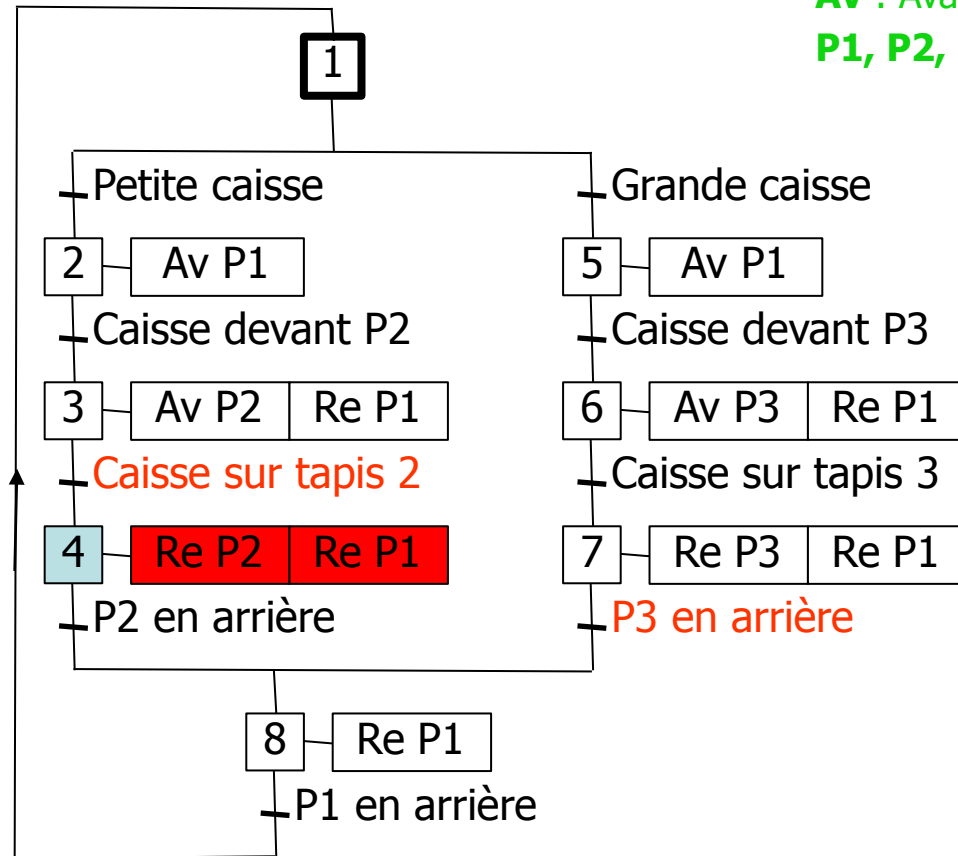 AV :
P1, P2,
1
Petite caisse Grande caisse
2 Av P1 5 Av P1
Caisse devant P2 Caisse devant P3
3 Av P2 Re P1 6 Av P3 Re P1
Caisse sur tapis 2 Caisse sur tapis 3
4 Re P2 Re P1 7 Re P3 Re P1
P2 en arrière P3 en arrière
8 Re P1
P1 en arrière